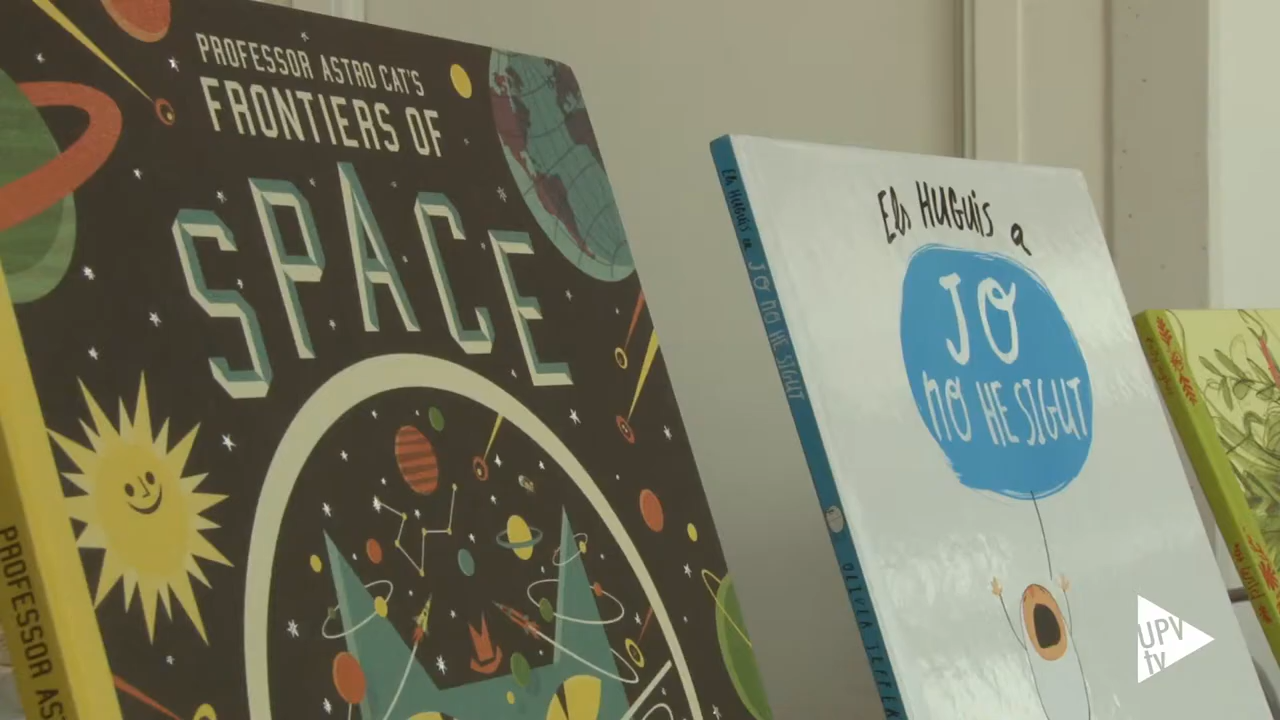 PROFESSOR ASTRO CAT'S
FRONTIERS OF
SPACE
PROFESSOR AS
Els HUGUIS a
JO
NO HE SIGUT
Els HUGUIS a JO NO HE SIGUT
UPV
tv